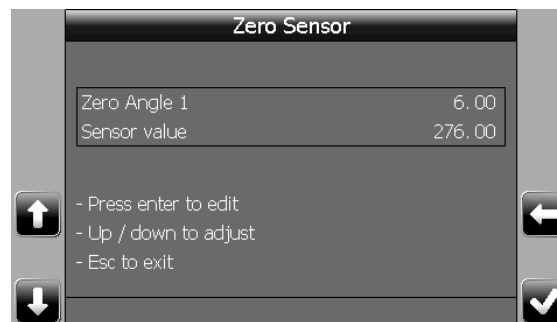 Zero Sensor
Zero Angle 1 6.00
Sensor value 276.00
- Press enter to edit
- Up / down to adjust
- Esc to exit